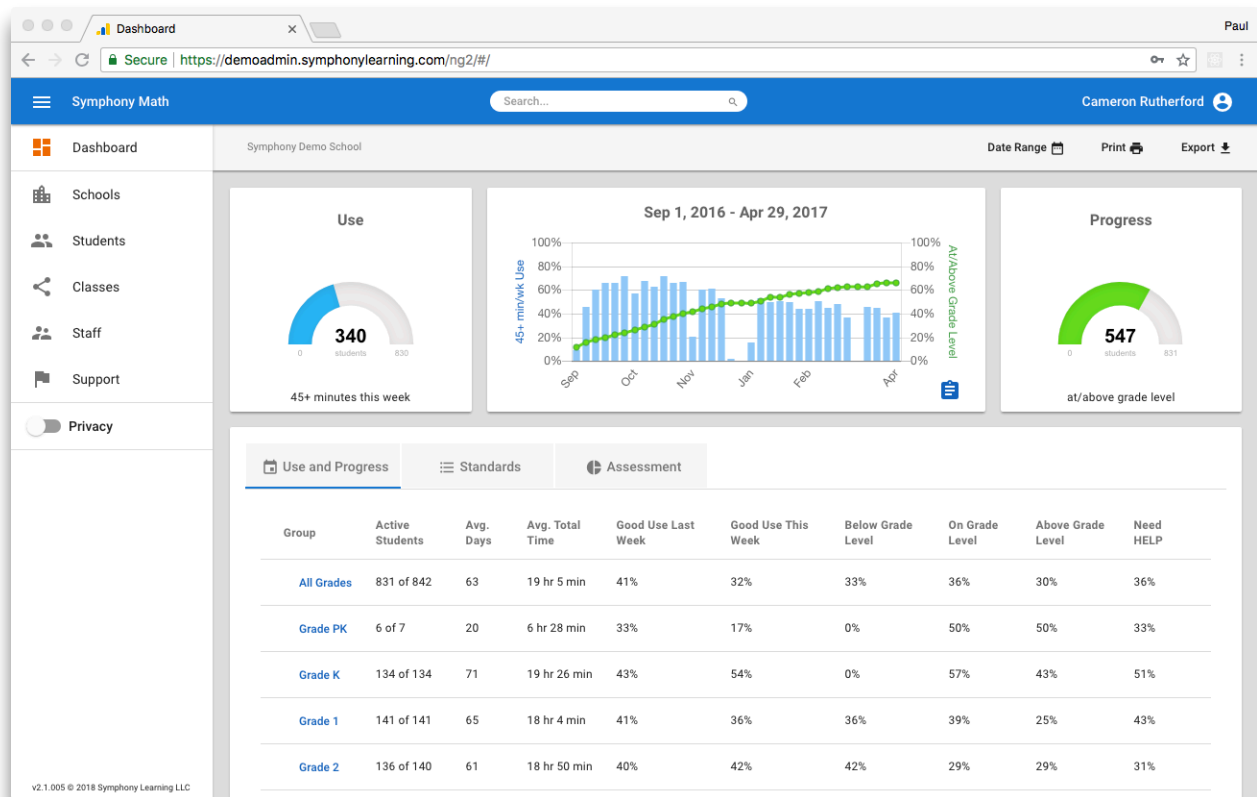 Dashboard
Paul
Secure https://demoadmin.symphonylearning.com/ng2/#/
Symphony Math
Search...
Cameron Rutherford
Dashboard
Symphony Demo School
Date Range
Print
Export
Schools
Students
Classes
Staff
Support
Privacy
Use
340
0 students 830
45+ minutes this week
Sep 1, 2016 - Apr 29, 2017
45+ min/wk Use
100%
80%
60%
40%
20%
0%
100%
80%
60%
40%
20%
0%
At/Above Grade Level
Sep Oct Nov Jan Feb Apr
Progress
547
0 students 831
at/above grade level
Use and Progress
Standards
Assessment
Group Active Students Avg. Days Avg. Total Time Good Use Last Week Good Use This Week Below Grade Level On Grade Level Above Grade Level Need HELP
All Grades 831 of 842 63 19 hr 5 min 41% 32% 33% 36% 30% 36%
Grade PK 6 of 7 20 6 hr 28 min 33% 17% 0% 50% 50% 33%
Grade K 134 of 134 71 19 hr 26 min 43% 54% 0% 57% 43% 51%
Grade 1 141 of 141 65 18 hr 4 min 41% 36% 36% 39% 25% 43%
Grade 2 136 of 140 61 18 hr 50 min 40% 42% 42% 29% 29% 31%
v2.1.005 © 2018 Symphony Learning LLC